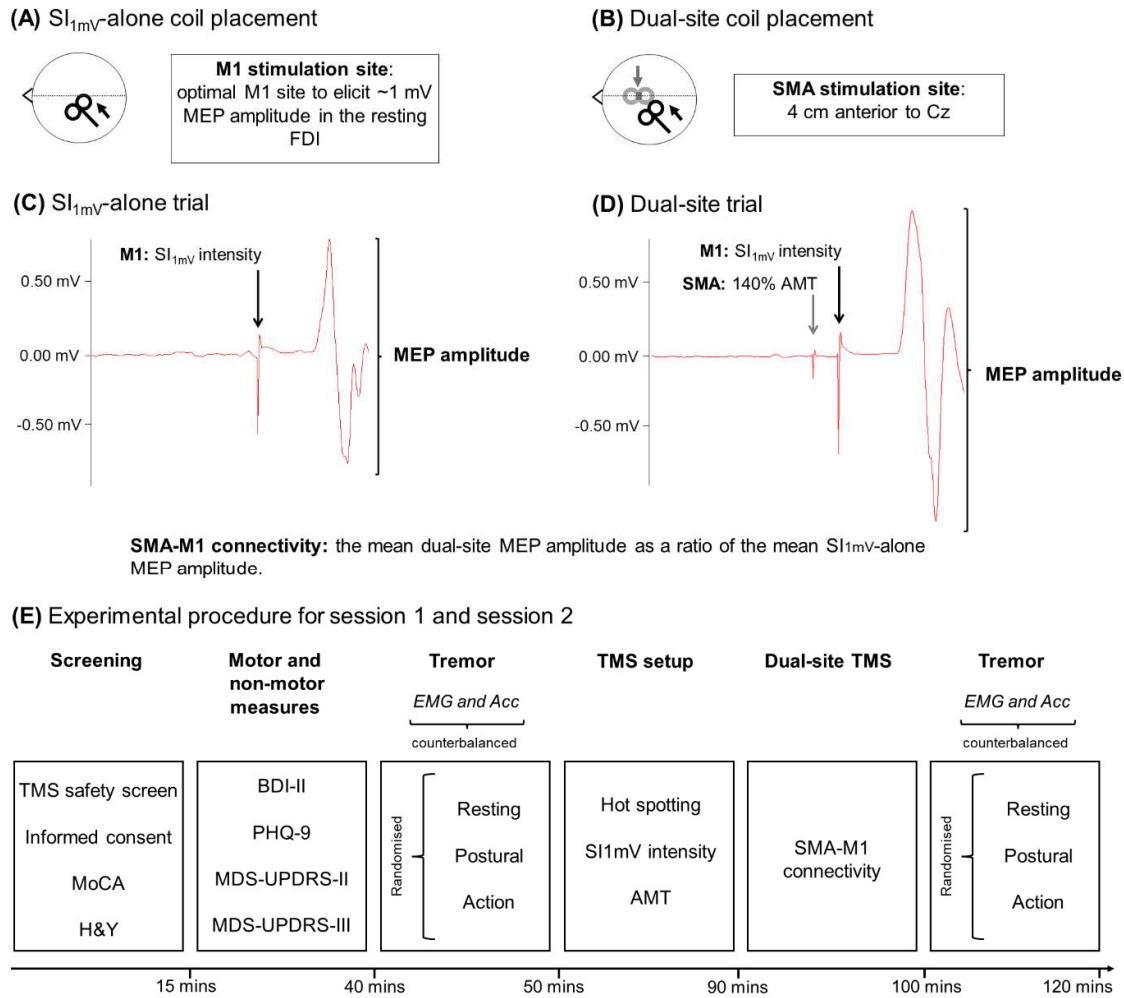 (A) SI1mV-alone coil placement
M1 stimulation site:
optimal M1 site to elicit ~1 mV
MEP amplitude in the resting
FDI
(B) Dual-site coil placement
SMA stimulation site:
4 cm anterior to Cz
(C) SI1mV-alone trial
M1: SI1mV intensity
0.50 mV
0.00 mV
-0.50 mV
MEP amplitude
(D) Dual-site trial
M1: SI1mV intensity
SMA: 140% AMT
0.50 mV
0.00 mV
-0.50 mV
MEP amplitude
SMA-M1 connectivity: the mean dual-site MEP amplitude as a ratio of the mean SI1mV-alone
MEP amplitude.
(E) Experimental procedure for session 1 and session 2
Screening
TMS safety screen
Informed consent
MoCA
H&Y
Motor and
non-motor
measures
BDI-II
PHQ-9
MDS-UPDRS-II
MDS-UPDRS-III
Tremor
EMG and Acc
counterbalanced
Randomised
Resting
Postural
Action
TMS setup
Hot spotting
SI1mV intensity
AMT
Dual-site TMS
SMA-M1
connectivity
Tremor
EMG and Acc
counterbalanced
Randomised
Resting
Postural
Action
15 mins
40 mins
50 mins
90 mins
100 mins
120 mins